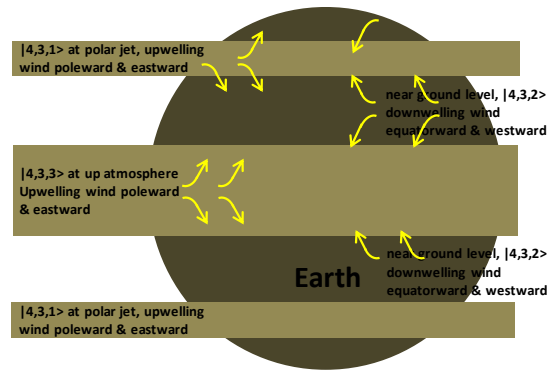 |4,3,1> at polar jet, upwelling
wind poleward & eastward
near ground level, |4,3,2>
downwelling wind
equatorward & westward
|4,3,3> at up atmosphere
Upwelling wind poleward
& eastward
near ground level, |4,3,2>
downwelling wind
equatorward & westward
Earth
|4,3,1> at polar jet, upwelling
wind poleward & eastward